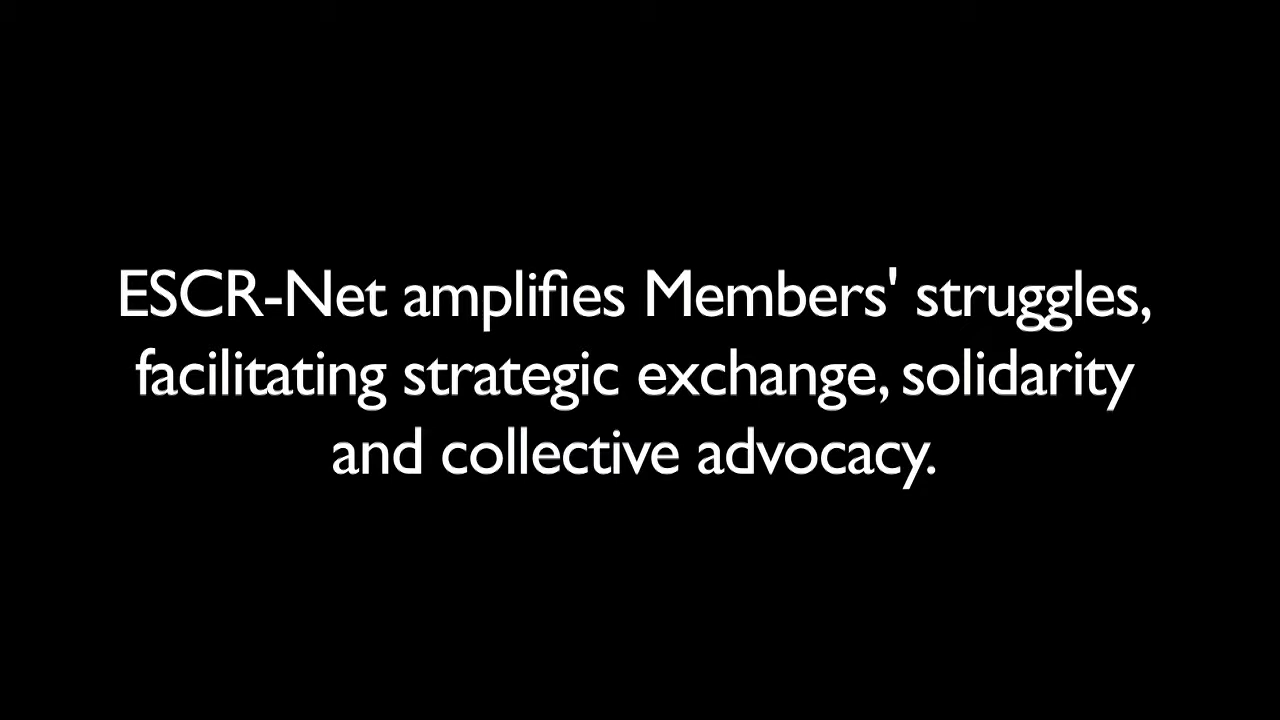 ESCR-Net amplifies Members' struggles,
facilitating strategic exchange, solidarity
and collective advocacy.